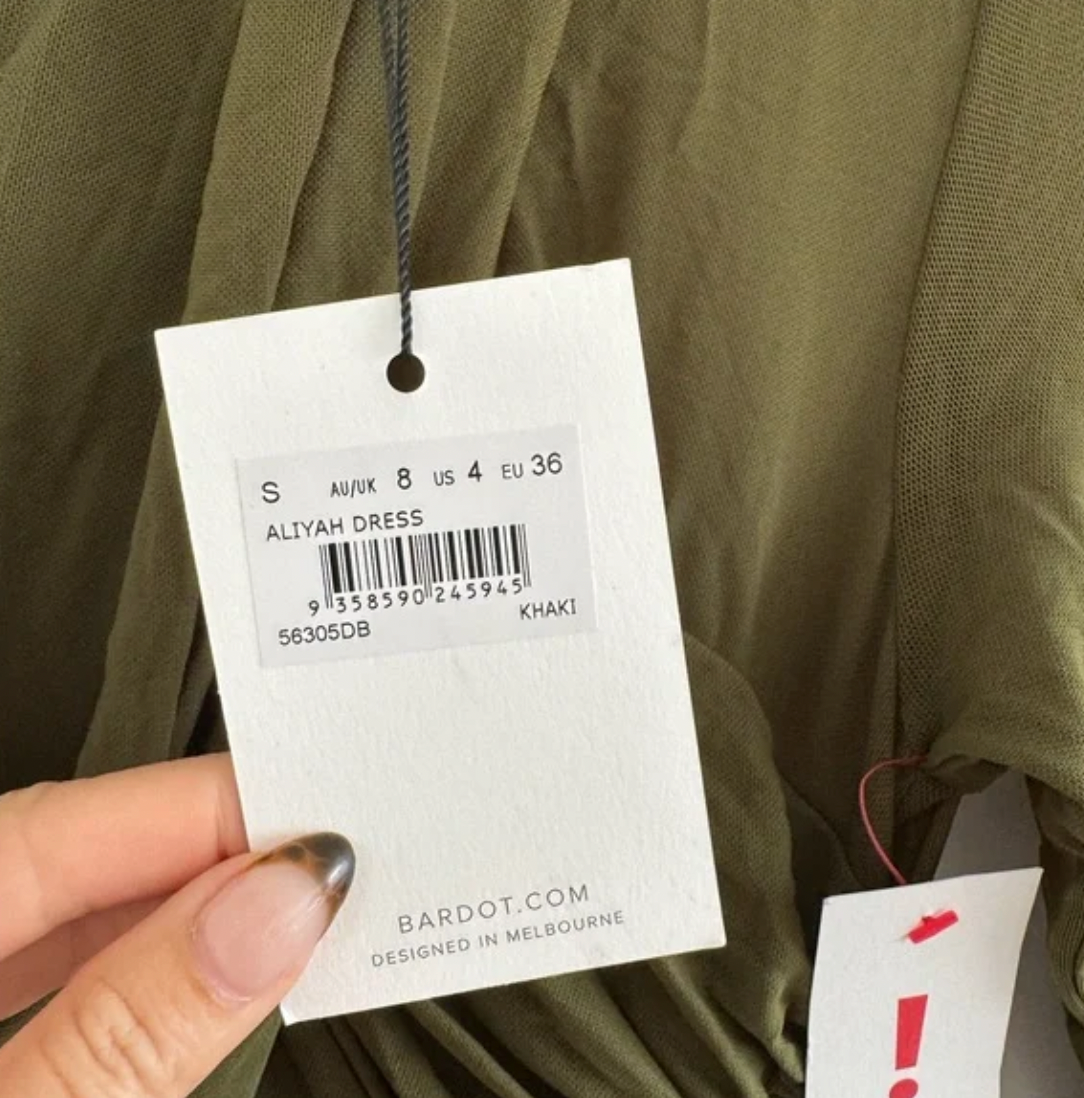 S AU/UK 8 US 4 EU 36
ALIYAH DRESS
9 358590 245945
56305DB KHAKI
BARDOT.COM
DESIGNED IN MELBOURNE
!